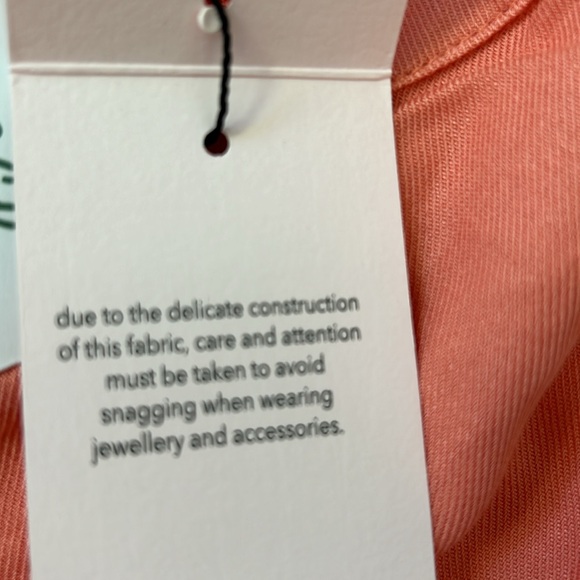 due to the delicate construction
of this fabric, care and attention
must be taken to avoid
snagging when wearing
jewellery and accessories.